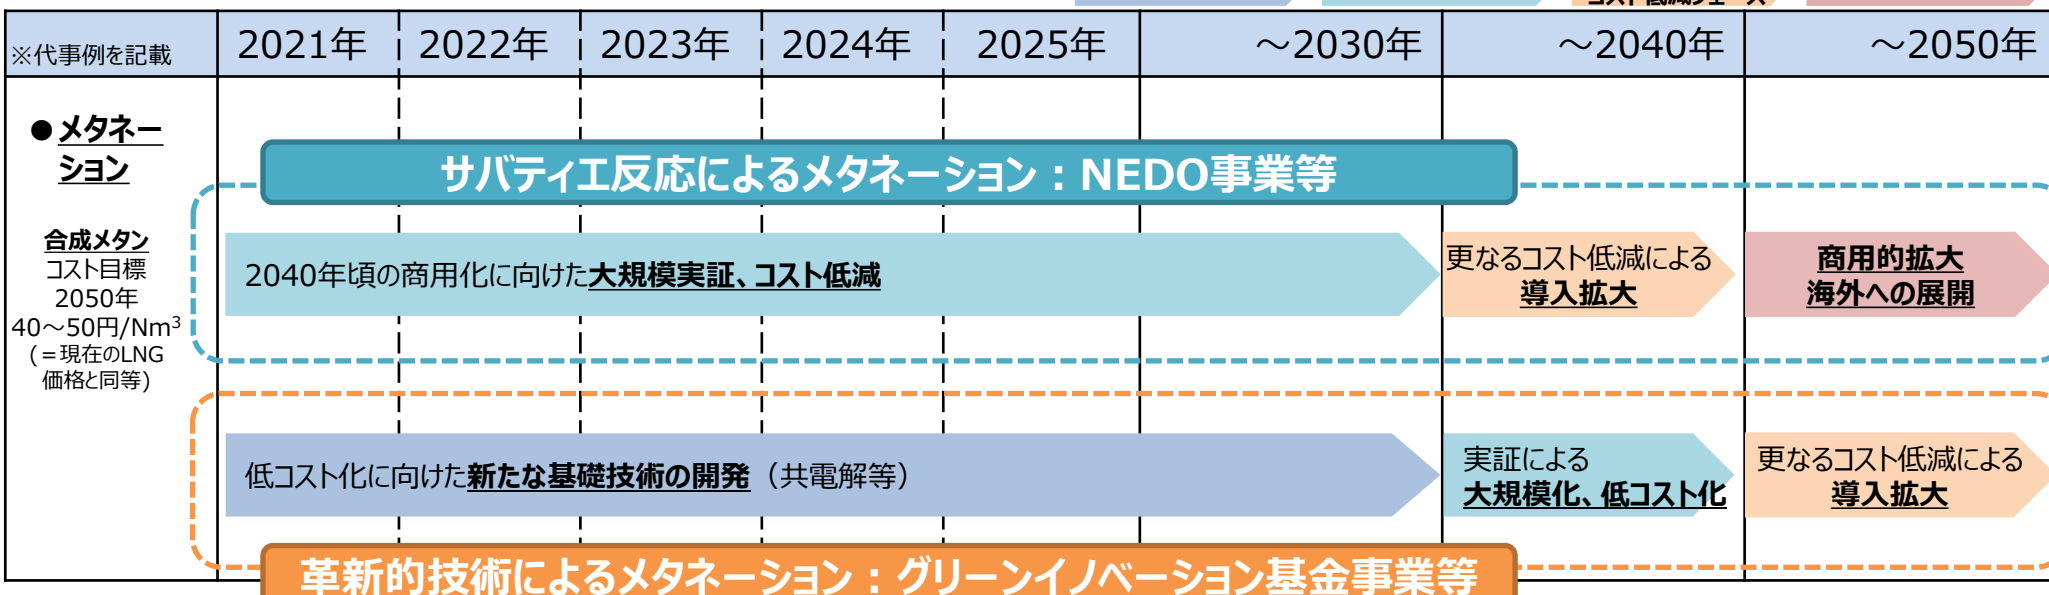 ※代事例を記載
2021年
2022年
2023年
2024年
2025年
～2030年
～2040年
～2050年
●メタネー
ション
合成メタン
コスト目標
2050年
40～50円/Nm³
(＝現在のLNG
価格と同等)
サバティエ反応によるメタネーション：NEDO事業等
2040年頃の商用化に向けた大規模実証、コスト低減
更なるコスト低減による
導入拡大
商用的拡大
海外への展開
低コスト化に向けた新たな基礎技術の開発（共電解等）
実証による
大規模化、低コスト化
更なるコスト低減による
導入拡大
革新的技術によるメタネーション：グリーンイノベーション基金事業等